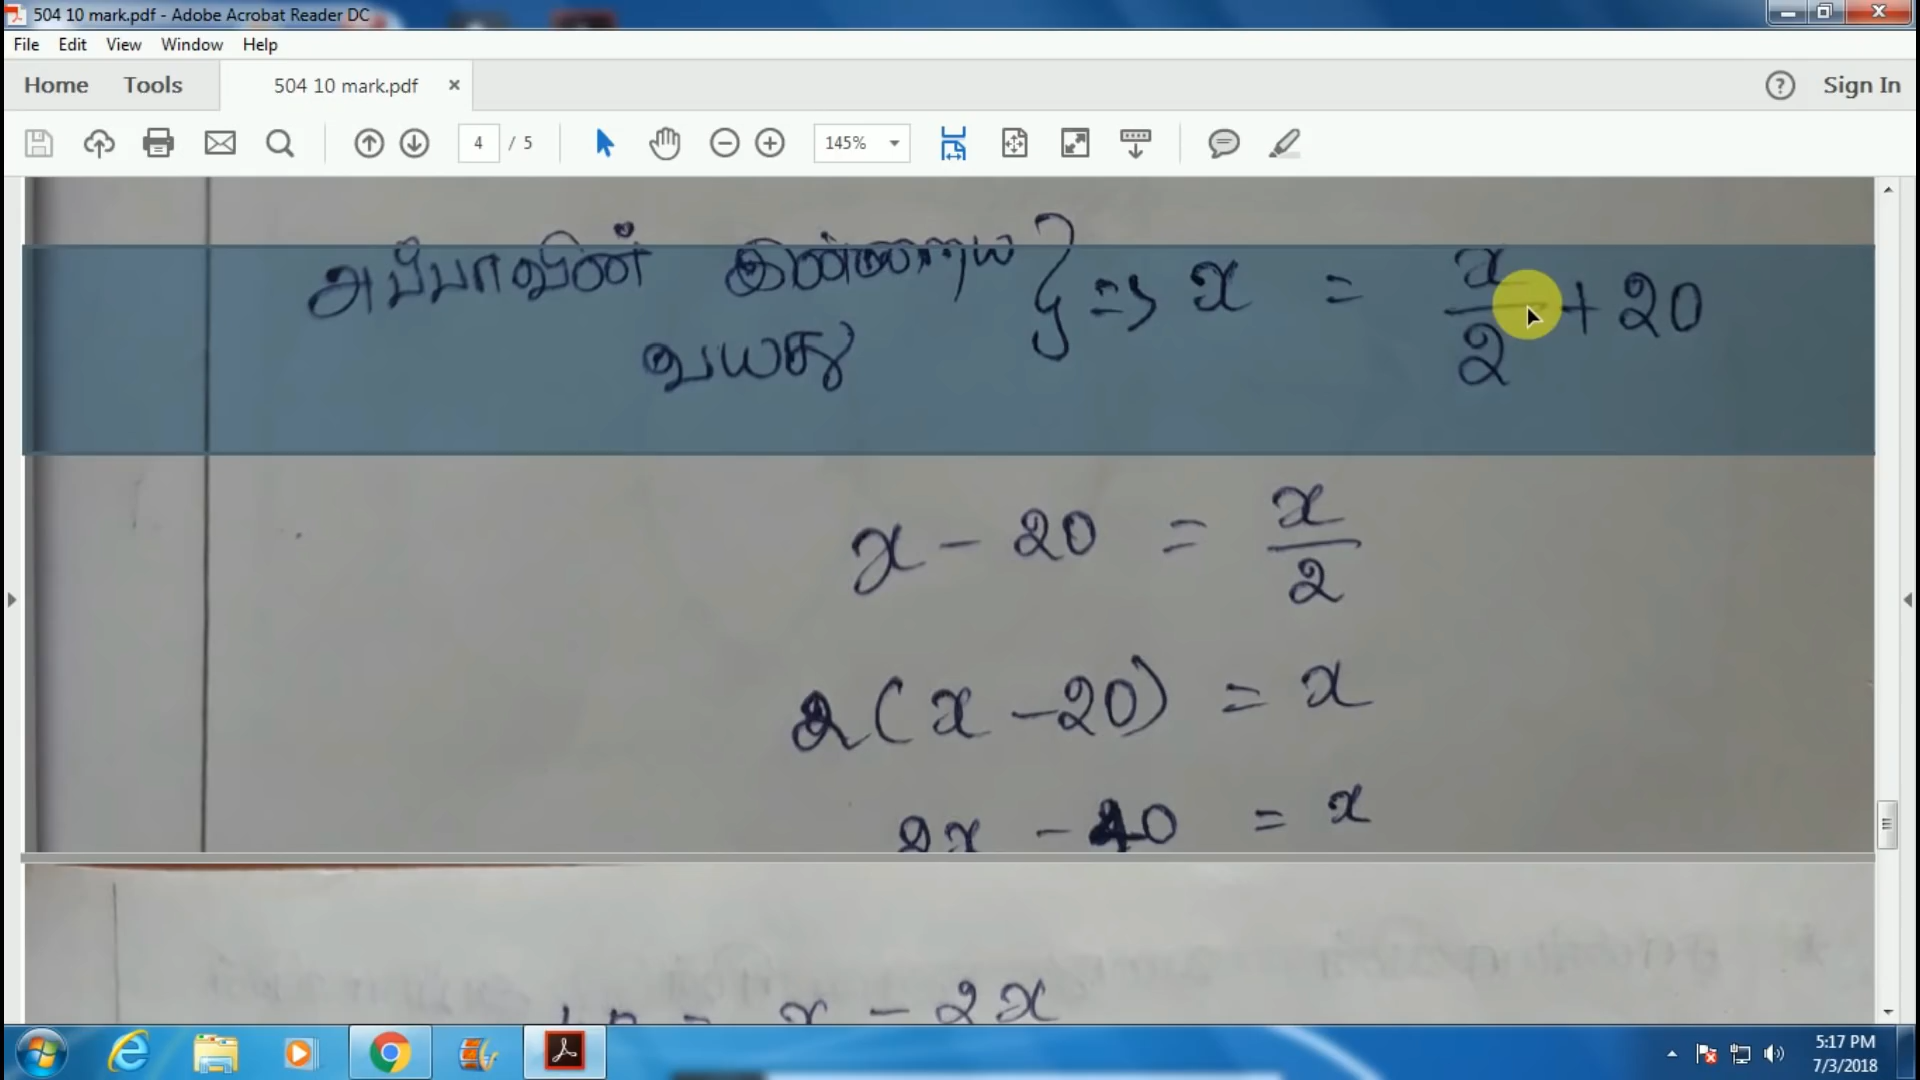 504 10 mark.pdf - Adobe Acrobat Reader DC
File Edit View Window Help
Home Tools 504 10 mark.pdf × ? Sign In
4 / 5 145%
அப்பாவின் இன்றைய } => x = x/2 + 20
வயது
x - 20 = x/2
2(x - 20) = x
2x - 40 = x
= x - 2x
5:17 PM
7/3/2018